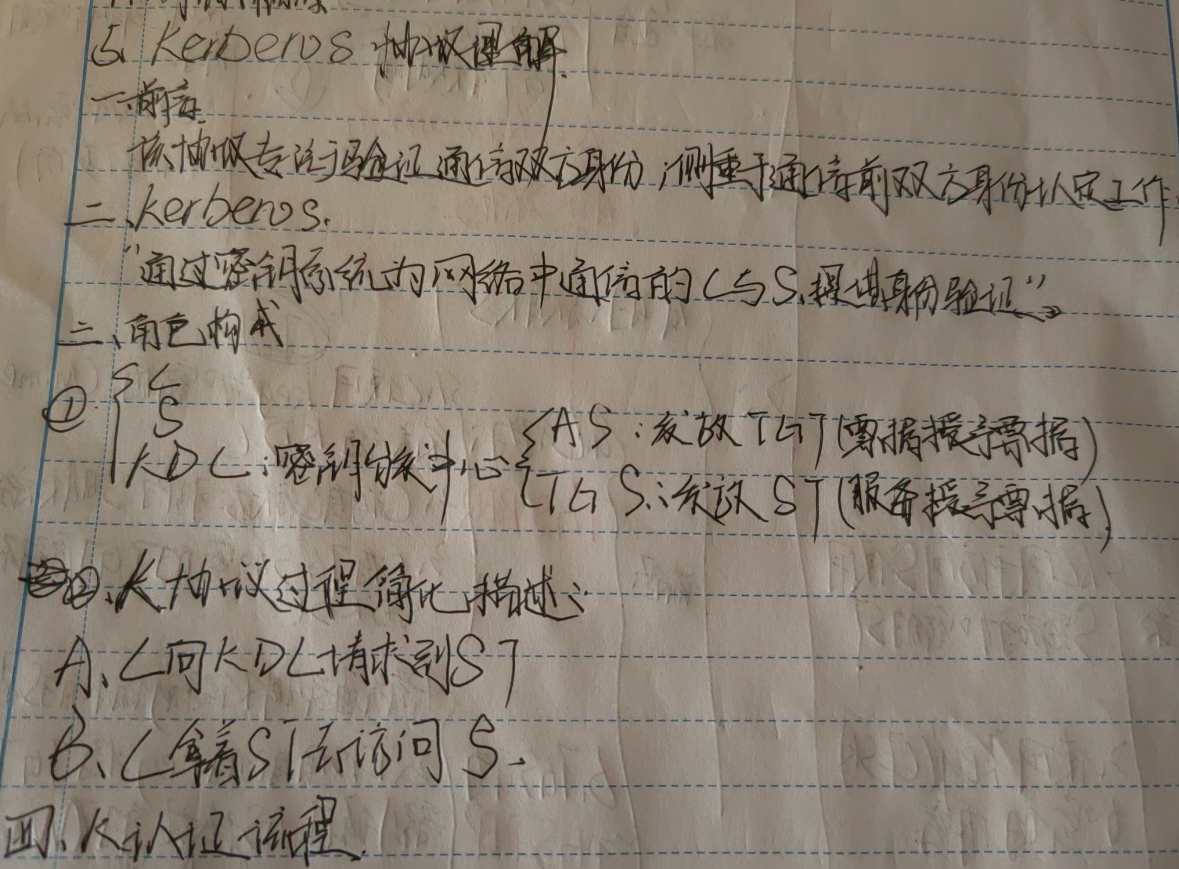 5. Kerberos 协议理解.
一、前言.
该协议专注于验证通信双方身份,侧重于通信前双方身份认定工作.
二、kerberos.
"通过密钥系统为网络中通信的C与S提供身份验证"
三、角色构成
① { C
S
KDC:密钥分发中心 { AS:发放TGT(票据授予票据)
TGS:发放ST(服务授予票据)
②、K协议过程简化描述:
A、C向KDC请求到ST
B、C拿着ST去访问S.
四、K认证流程.